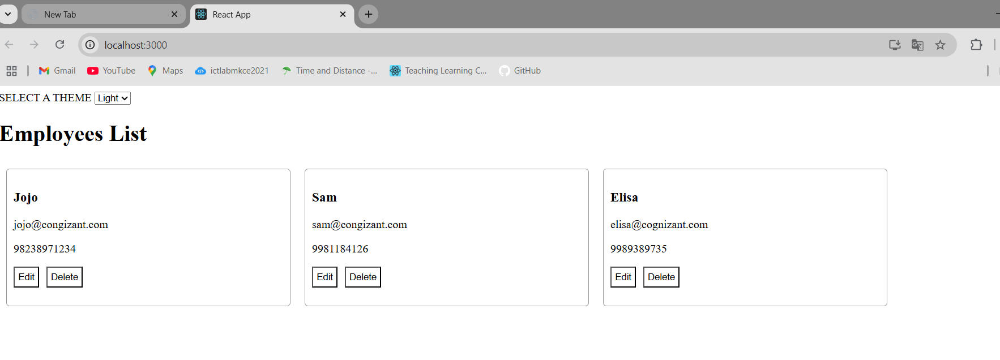 New Tab
React App
localhost:3000
Gmail YouTube Maps ictlabmkce2021 Time and Distance -... Teaching Learning C... GitHub
SELECT A THEME Light
Employees List
Jojo
jojo@congizant.com
98238971234
Edit Delete
Sam
sam@congizant.com
9981184126
Edit Delete
Elisa
elisa@cognizant.com
9989389735
Edit Delete